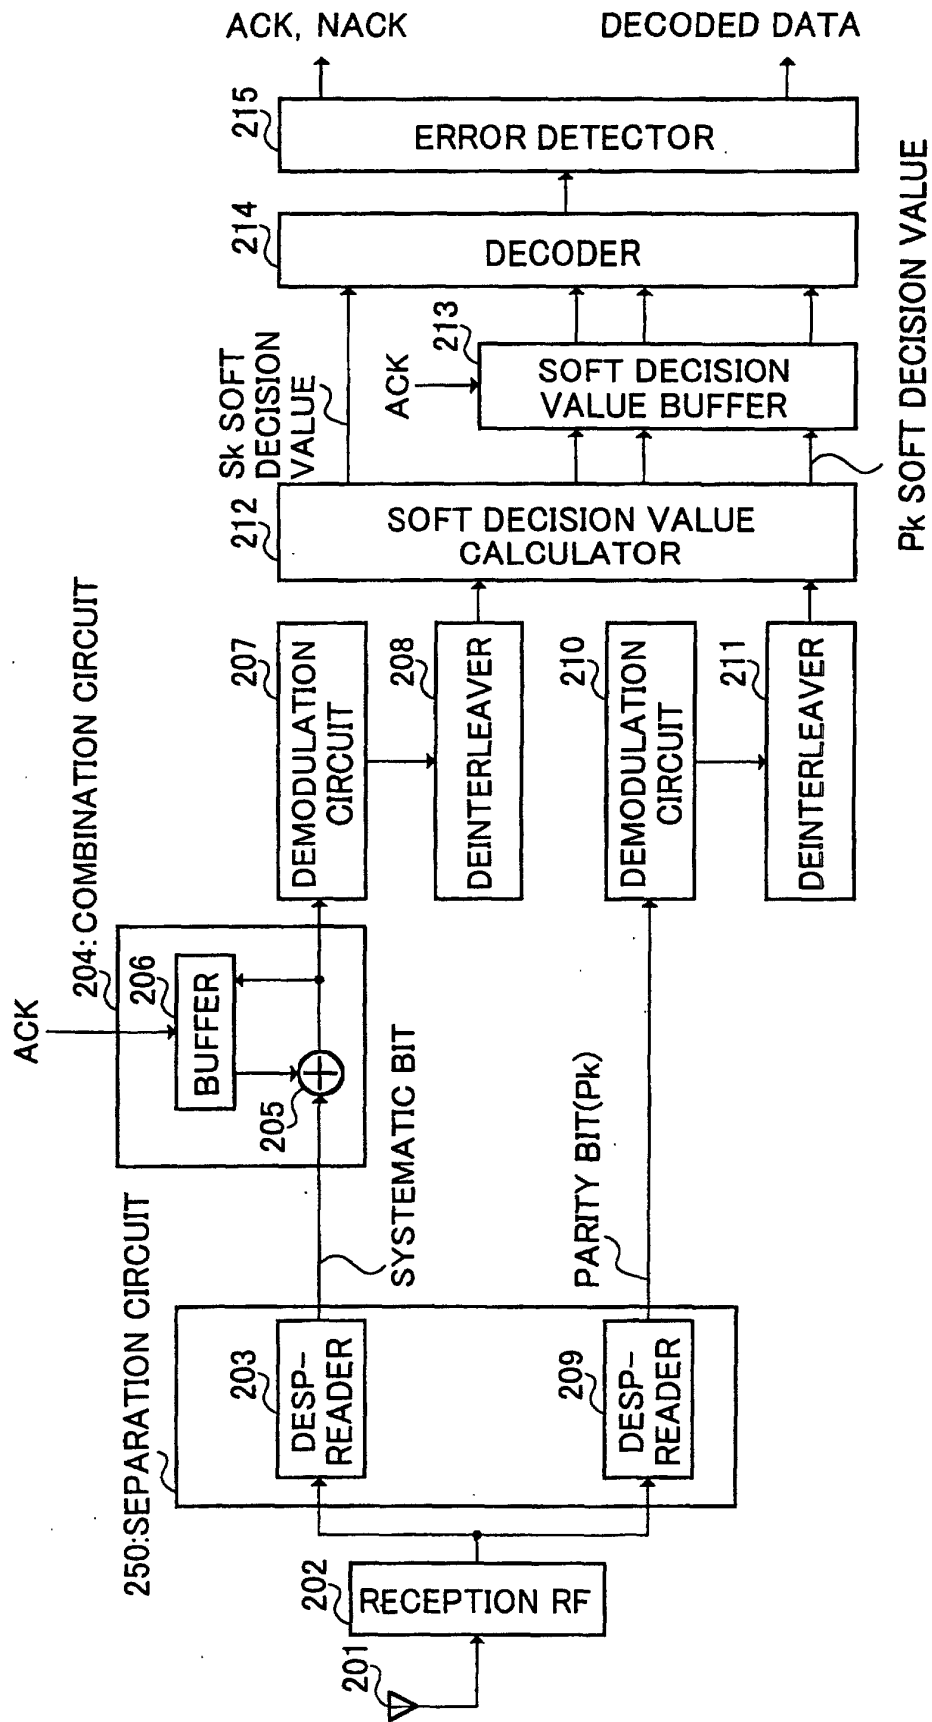 201
202
RECEPTION RF
250:SEPARATION CIRCUIT
203
DESP-
READER
209
DESP-
READER
SYSTEMATIC BIT
PARITY BIT(Pk)
ACK
204:COMBINATION CIRCUIT
206
BUFFER
205
207
DEMODULATION
CIRCUIT
208
DEINTERLEAVER
210
DEMODULATION
CIRCUIT
211
DEINTERLEAVER
212
SOFT DECISION VALUE
CALCULATOR
Sk SOFT
DECISION
VALUE
ACK
213
SOFT DECISION
VALUE BUFFER
Pk SOFT DECISION VALUE
214
DECODER
215
ERROR DETECTOR
ACK, NACK
DECODED DATA